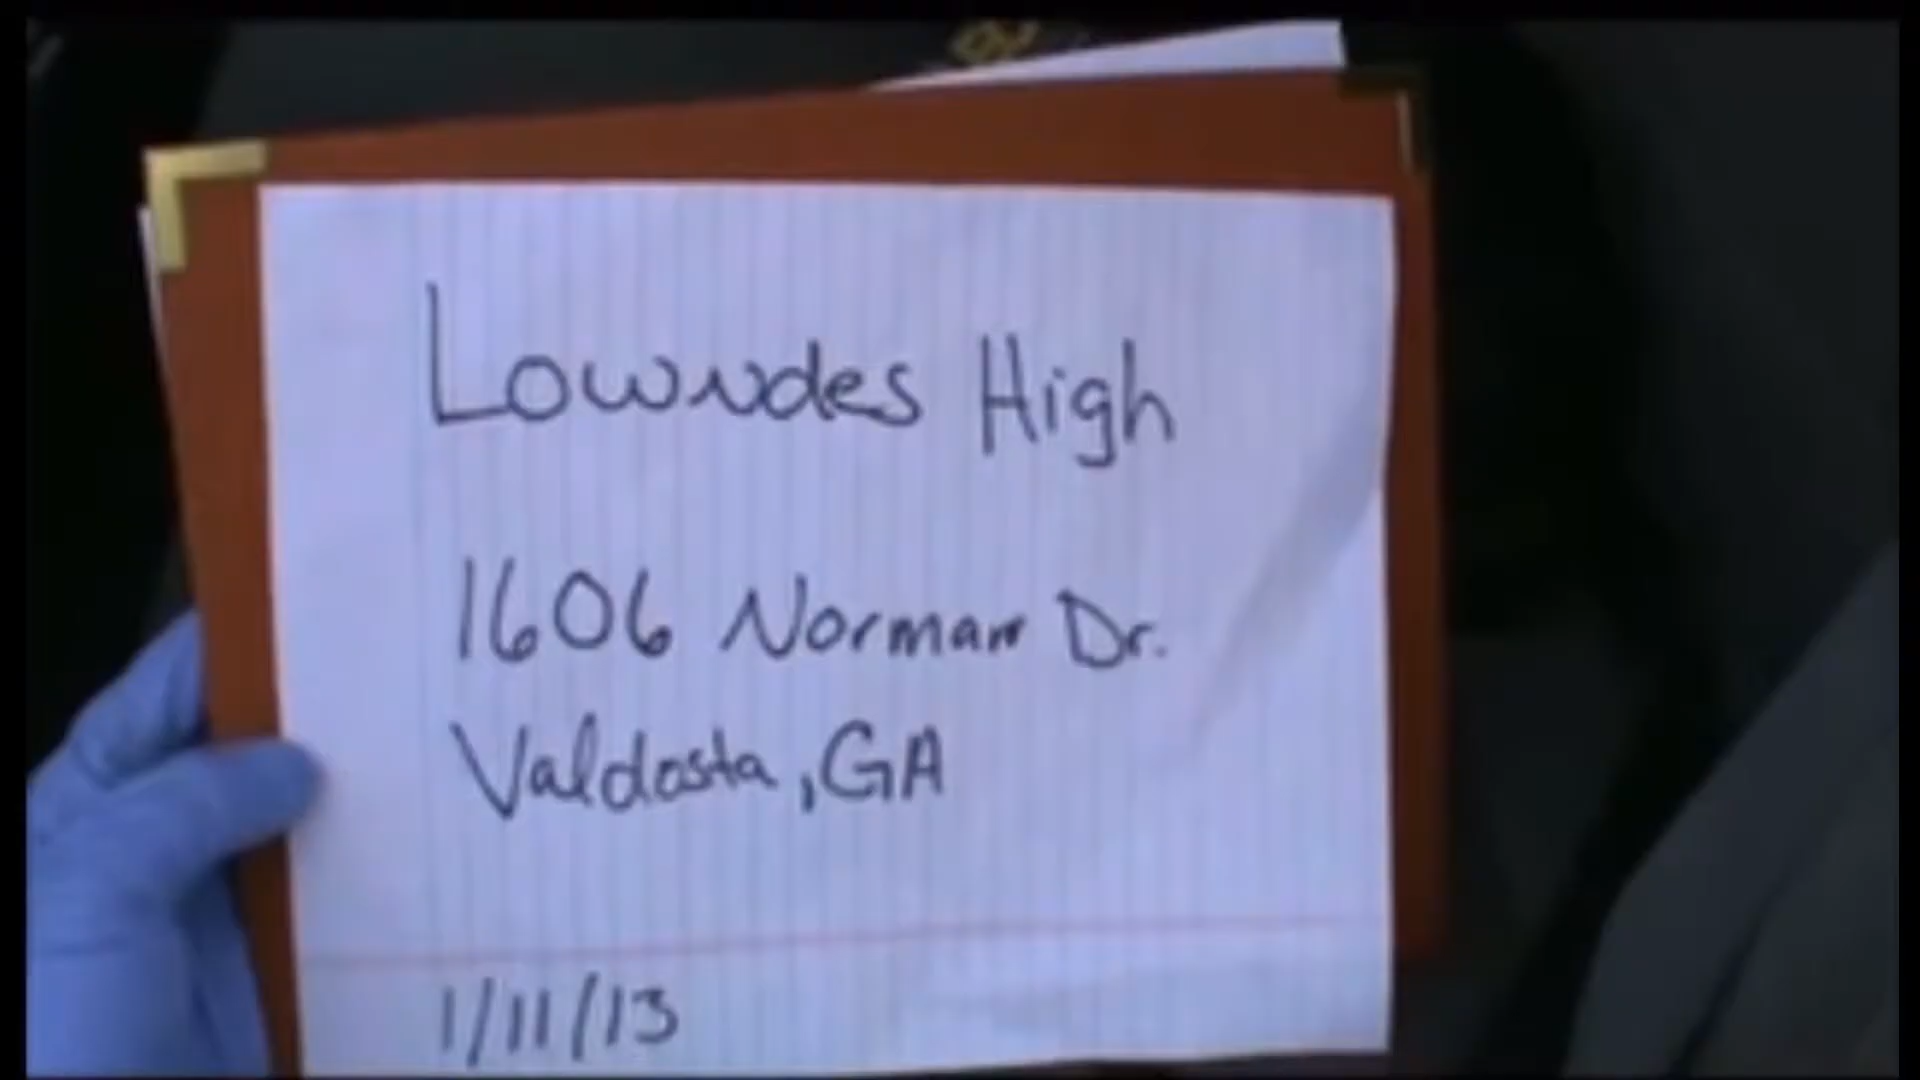 Lowndes High
1606 Norman Dr.
Valdosta, GA
1/11/13